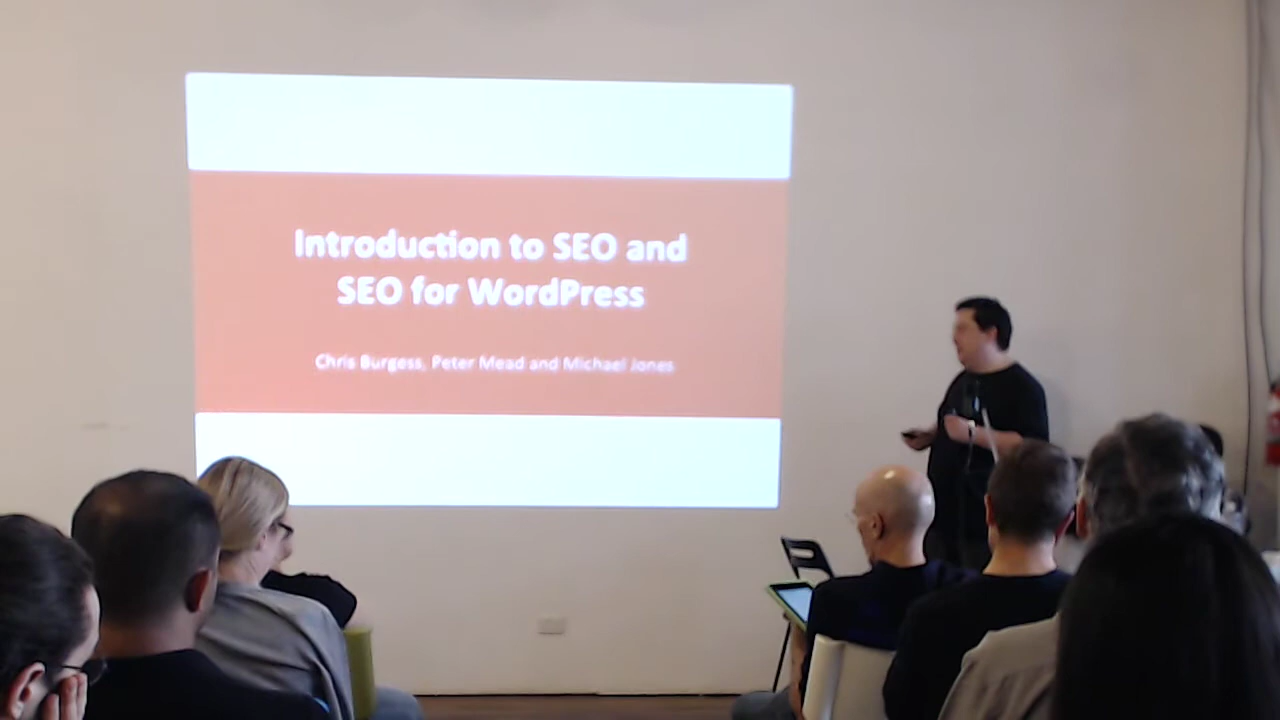 Introduction to SEO and
SEO for WordPress
Chris Burgess, Peter Mead and Michael Jones